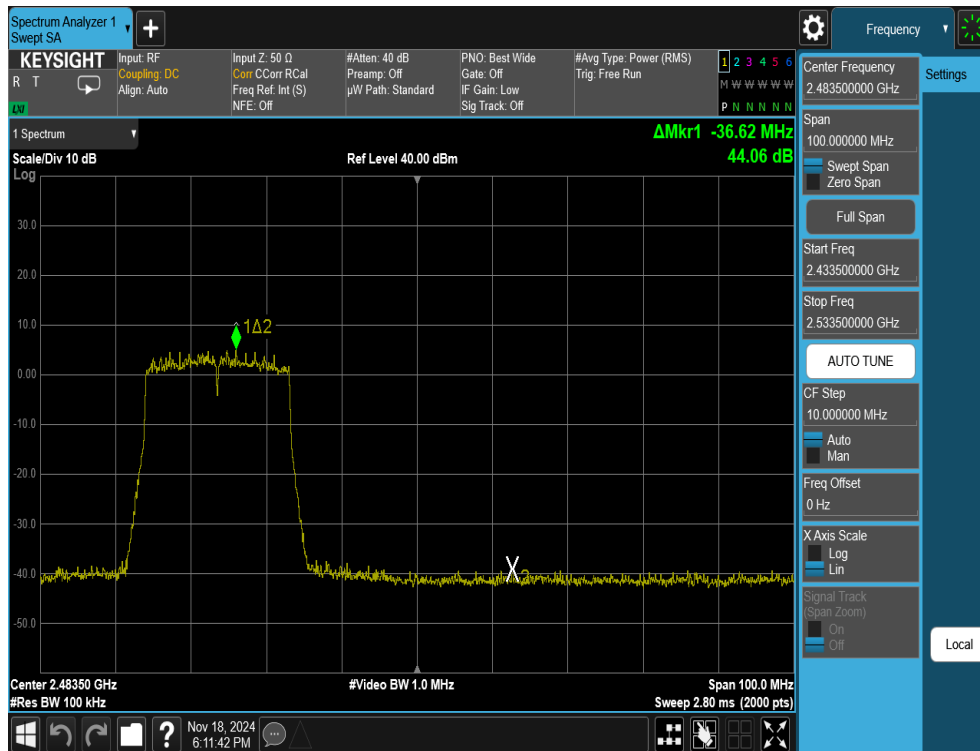 Spectrum Analyzer 1
Swept SA
Frequency
KEYSIGHT
R T
LXI
Input: RF
Coupling: DC
Align: Auto
Input Z: 50 Ω
Corr CCorr RCal
Freq Ref: Int (S)
NFE: Off
#Atten: 40 dB
Preamp: Off
µW Path: Standard
PNO: Best Wide
Gate: Off
IF Gain: Low
Sig Track: Off
#Avg Type: Power (RMS)
Trig: Free Run
1 2 3 4 5 6
M W W W W W
P N N N N N
1 Spectrum
Scale/Div 10 dB
Log
Ref Level 40.00 dBm
ΔMkr1 -36.62 MHz
44.06 dB
30.0
20.0
10.0
0.00
-10.0
-20.0
-30.0
-40.0
-50.0
1Δ2
X2
Center 2.48350 GHz
#Res BW 100 kHz
#Video BW 1.0 MHz
Span 100.0 MHz
Sweep 2.80 ms (2000 pts)
Nov 18, 2024
6:11:42 PM
Center Frequency
2.483500000 GHz
Span
100.000000 MHz
Swept Span
Zero Span
Full Span
Start Freq
2.433500000 GHz
Stop Freq
2.533500000 GHz
AUTO TUNE
CF Step
10.000000 MHz
Auto
Man
Freq Offset
0 Hz
X Axis Scale
Log
Lin
Signal Track
(Span Zoom)
On
Off
Settings
Local